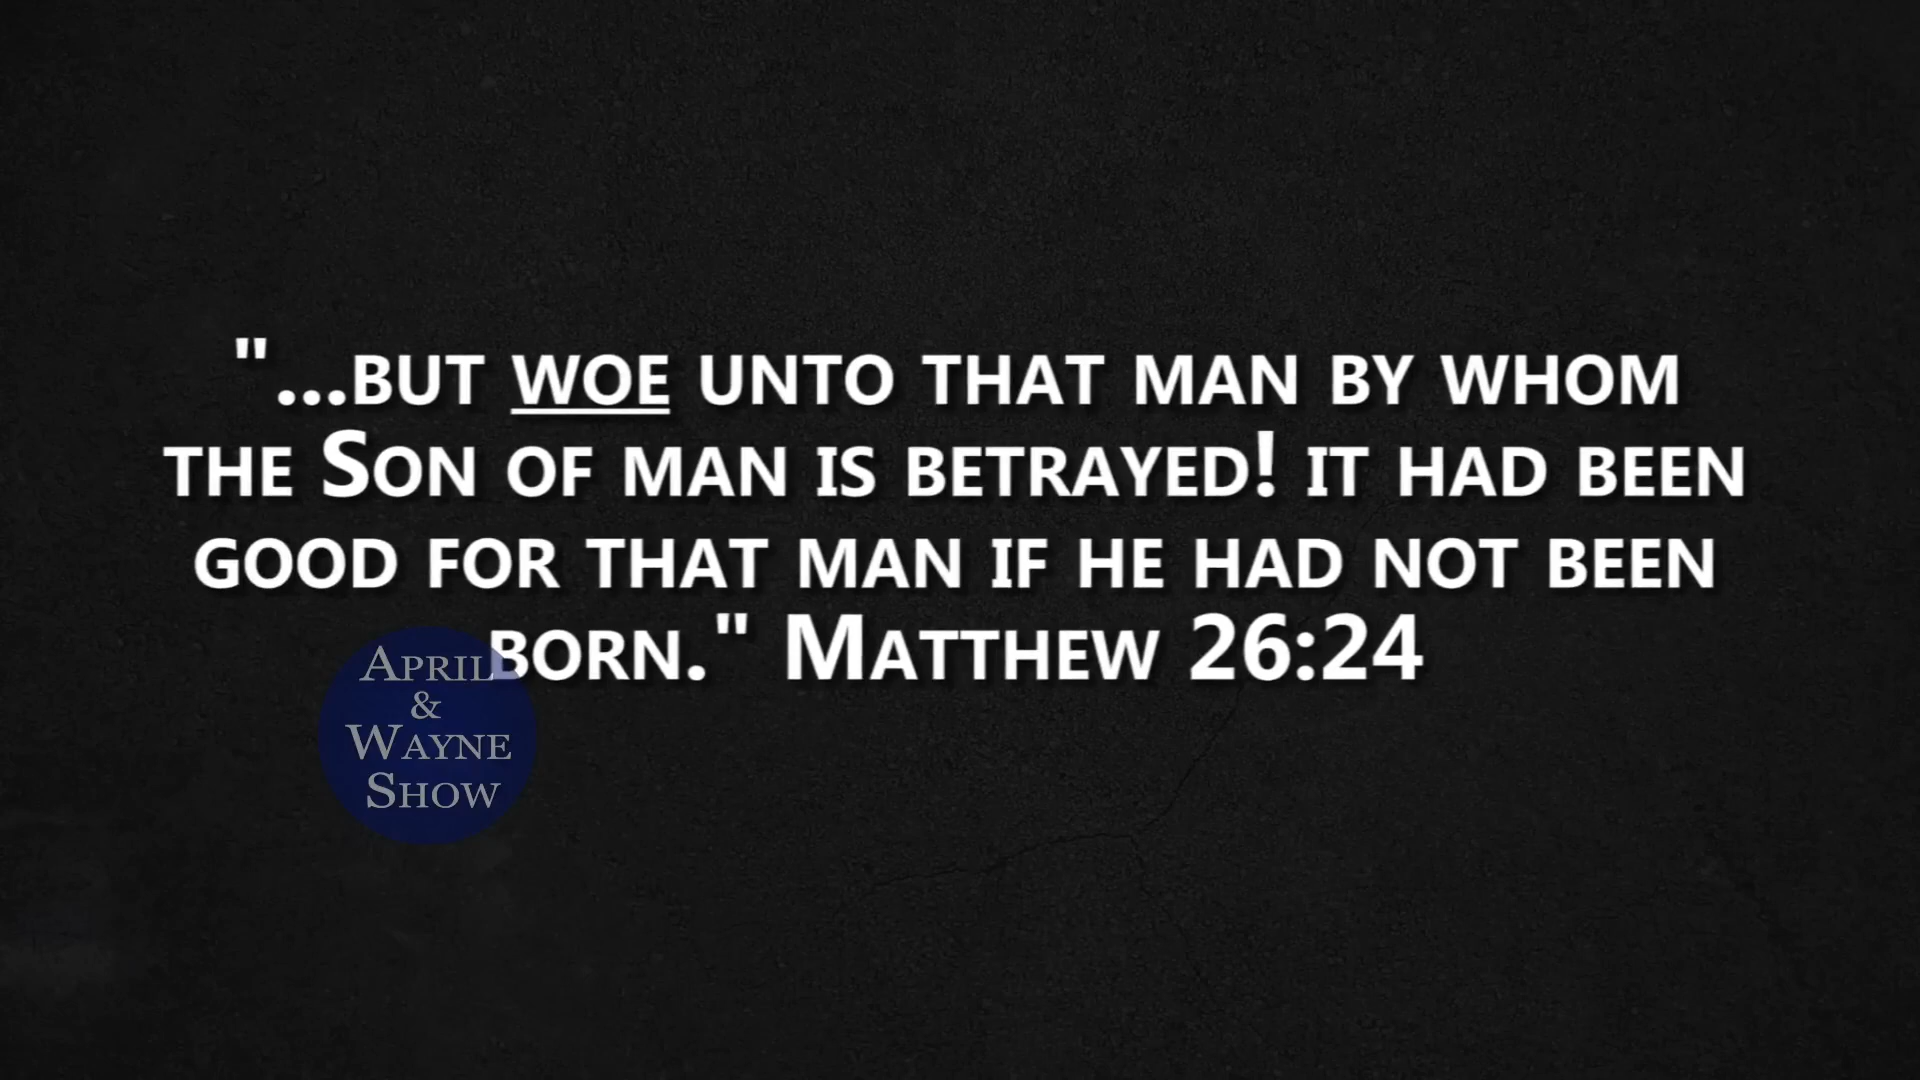 "...but woe unto that man by whom
the Son of man is betrayed! it had been
good for that man if he had not been
born." Matthew 26:24
April
&
Wayne
Show